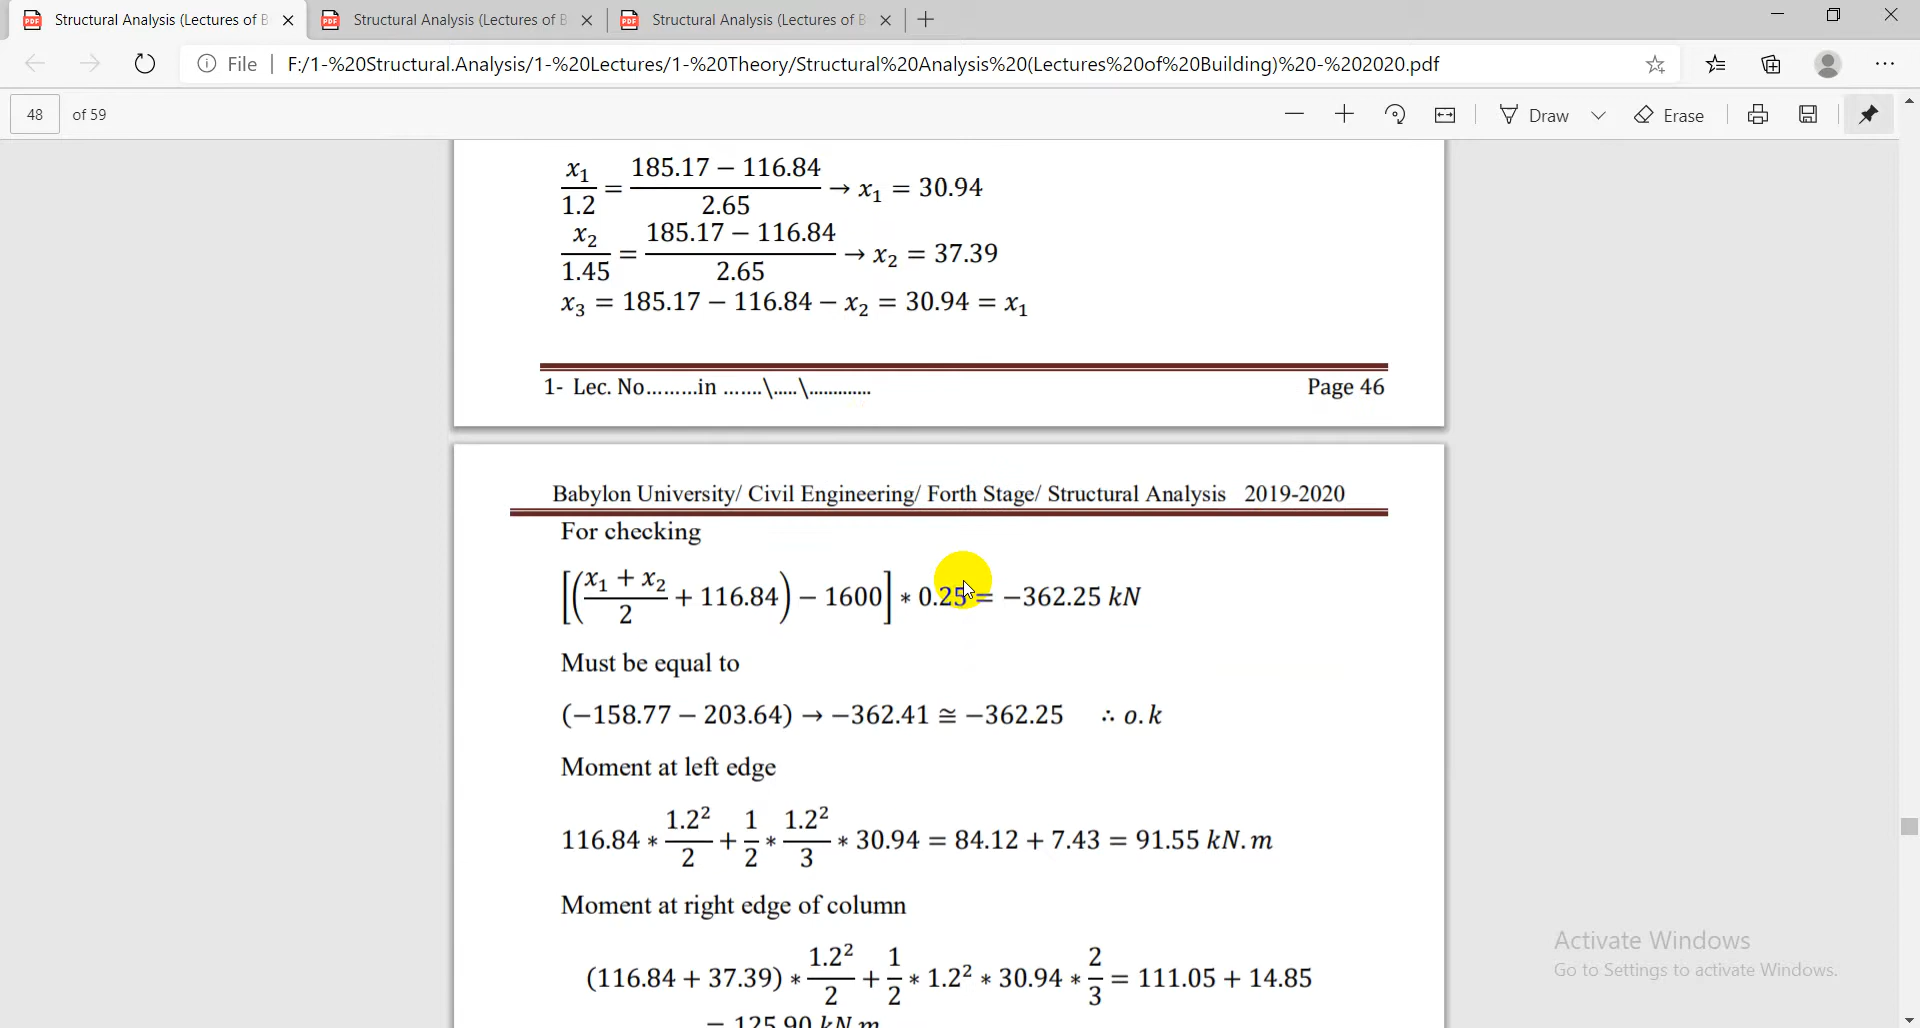 Structural Analysis (Lectures of B
Structural Analysis (Lectures of B
Structural Analysis (Lectures of B
File | F:/1-%20Structural.Analysis/1-%20Lectures/1-%20Theory/Structural%20Analysis%20(Lectures%20of%20Building)%20-%202020.pdf
48 of 59
Draw
Erase
x₁/1.2 = (185.17 − 116.84)/2.65 → x₁ = 30.94
x₂/1.45 = (185.17 − 116.84)/2.65 → x₂ = 37.39
x₃ = 185.17 − 116.84 − x₂ = 30.94 = x₁
1- Lec. No.........in .......\.....\.............
Page 46
Babylon University/ Civil Engineering/ Forth Stage/ Structural Analysis 2019-2020
For checking
[((x₁ + x₂)/2 + 116.84) − 1600] * 0.25 = −362.25 kN
Must be equal to
(−158.77 − 203.64) → −362.41 ≅ −362.25 ∴ o.k
Moment at left edge
116.84 * 1.2²/2 + 1/2 * 1.2²/3 * 30.94 = 84.12 + 7.43 = 91.55 kN.m
Moment at right edge of column
(116.84 + 37.39) * 1.2²/2 + 1/2 * 1.2² * 30.94 * 2/3 = 111.05 + 14.85
= 125.90 kN.m
Activate Windows
Go to Settings to activate Windows.